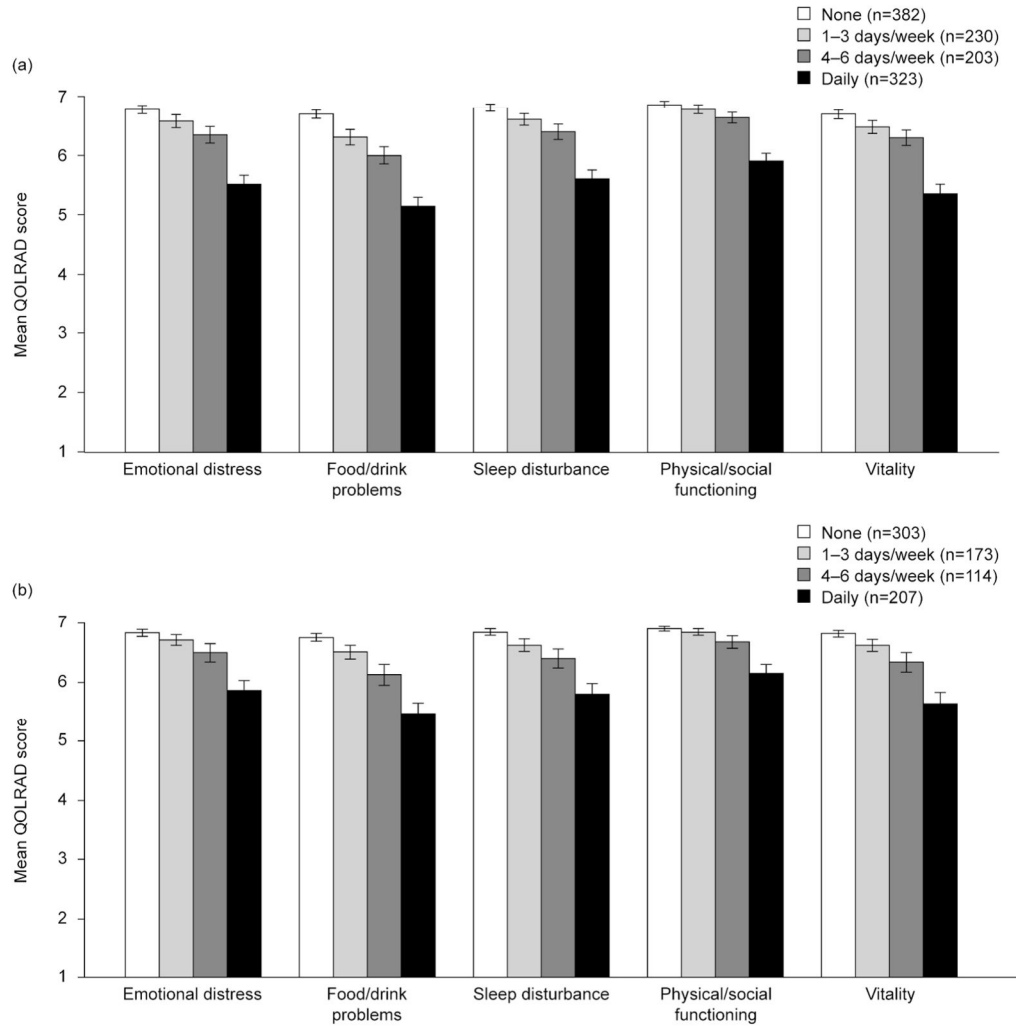 None (n=382)
1–3 days/week (n=230)
4–6 days/week (n=203)
Daily (n=323)
(a)
7
6
5
4
3
2
1
Mean QOLRAD score
Emotional distress
Food/drink
problems
Sleep disturbance
Physical/social
functioning
Vitality
None (n=303)
1–3 days/week (n=173)
4–6 days/week (n=114)
Daily (n=207)
(b)
7
6
5
4
3
2
1
Mean QOLRAD score
Emotional distress
Food/drink
problems
Sleep disturbance
Physical/social
functioning
Vitality